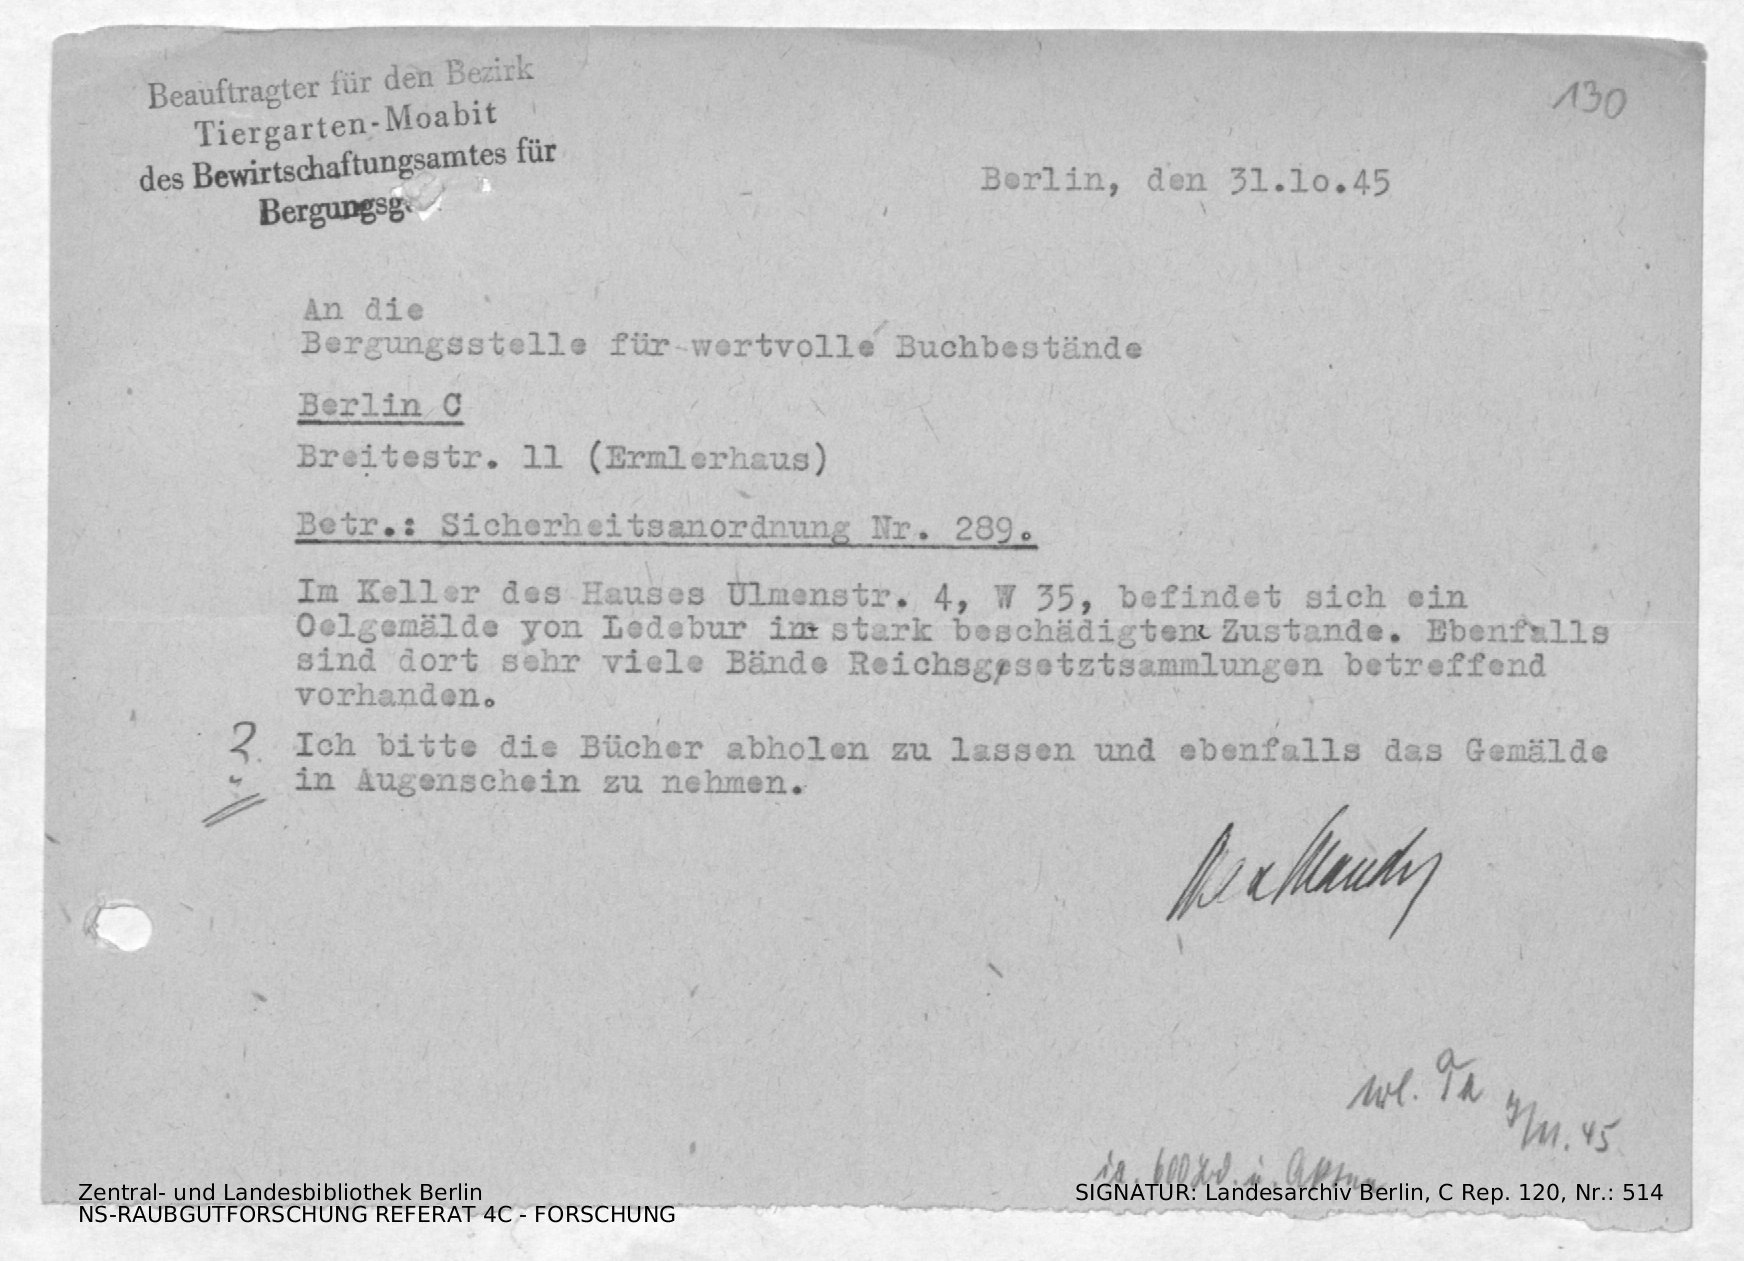 Beauftragter für den Bezirk
Tiergarten-Moabit
des Bewirtschaftungsamtes für
Bergungsg
130
Berlin, den 31.1o.45
An die
Bergungsstelle für wertvolle Buchbestände
Berlin C
Breitestr. 11 (Ermlerhaus)
Betr.: Sicherheitsanordnung Nr. 289.
Im Keller des Hauses Ulmenstr. 4, W 35, befindet sich ein
Oelgemälde yon Ledebur im stark beschädigten Zustande. Ebenfalls
sind dort sehr viele Bände Reichsgesetztsammlungen betreffend
vorhanden.
? Ich bitte die Bücher abholen zu lassen und ebenfalls das Gemälde
in Augenschein zu nehmen.
45
Zentral- und Landesbibliothek Berlin
NS-RAUBGUTFORSCHUNG REFERAT 4C - FORSCHUNG
SIGNATUR: Landesarchiv Berlin, C Rep. 120, Nr.: 514